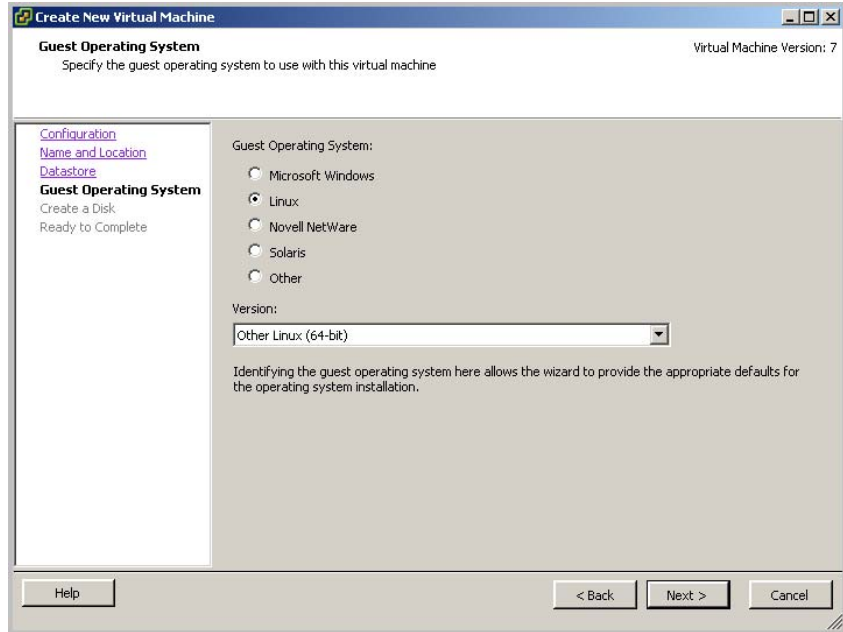 Create New Virtual Machine
Guest Operating System
Virtual Machine Version: 7
Specify the guest operating system to use with this virtual machine
Configuration
Name and Location
Datastore
Guest Operating System
Create a Disk
Ready to Complete
Guest Operating System:
Microsoft Windows
Linux
Novell NetWare
Solaris
Other
Version:
Other Linux (64-bit)
Identifying the guest operating system here allows the wizard to provide the appropriate defaults for
the operating system installation.
Help
< Back
Next >
Cancel